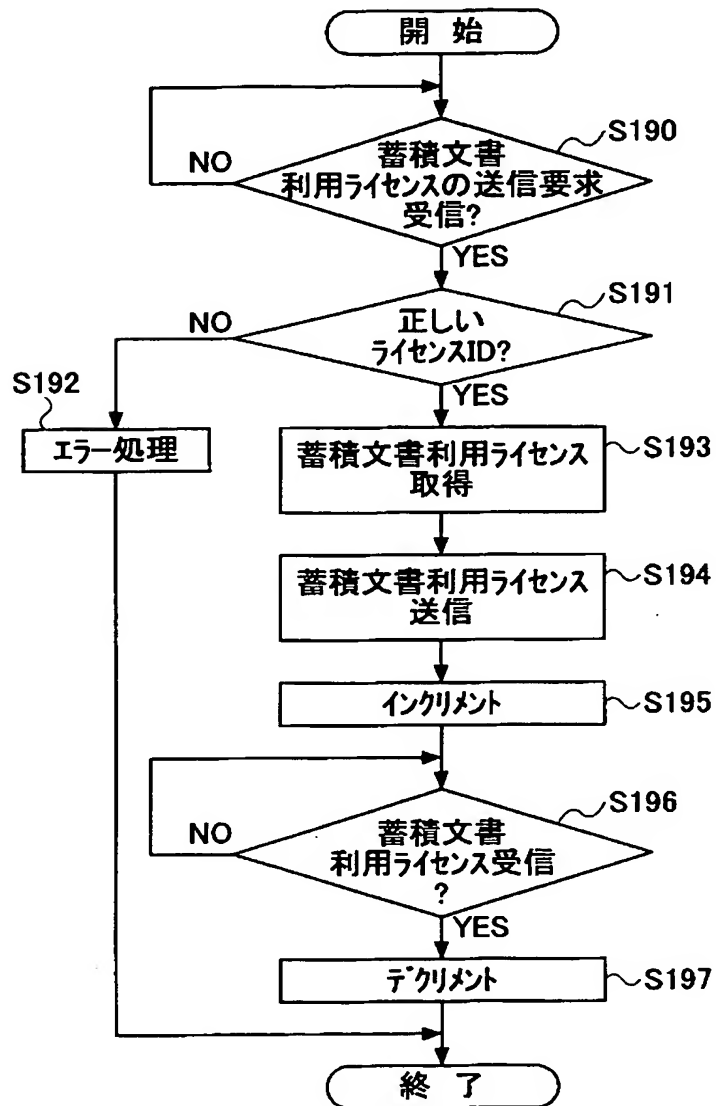 開 始
S190
NO
蓄積文書
利用ライセンスの送信要求
受信?
YES
S191
NO
正しい
ライセンスID?
YES
S192
エラー処理
蓄積文書利用ライセンス
取得
S193
蓄積文書利用ライセンス
送信
S194
インクリメント
S195
S196
NO
蓄積文書
利用ライセンス受信
?
YES
デクリメント
S197
終 了